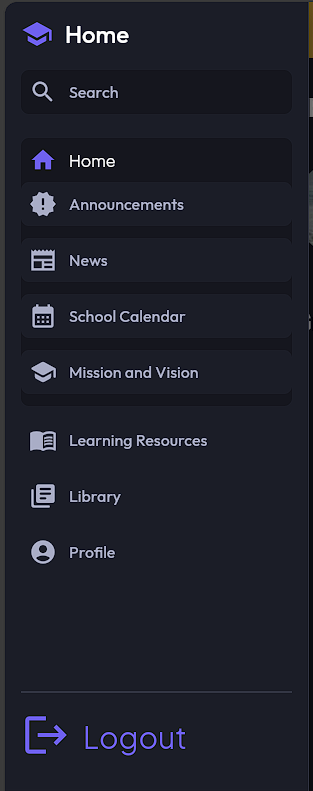 Home
Search
Home
Announcements
News
School Calendar
Mission and Vision
Learning Resources
Library
Profile
Logout